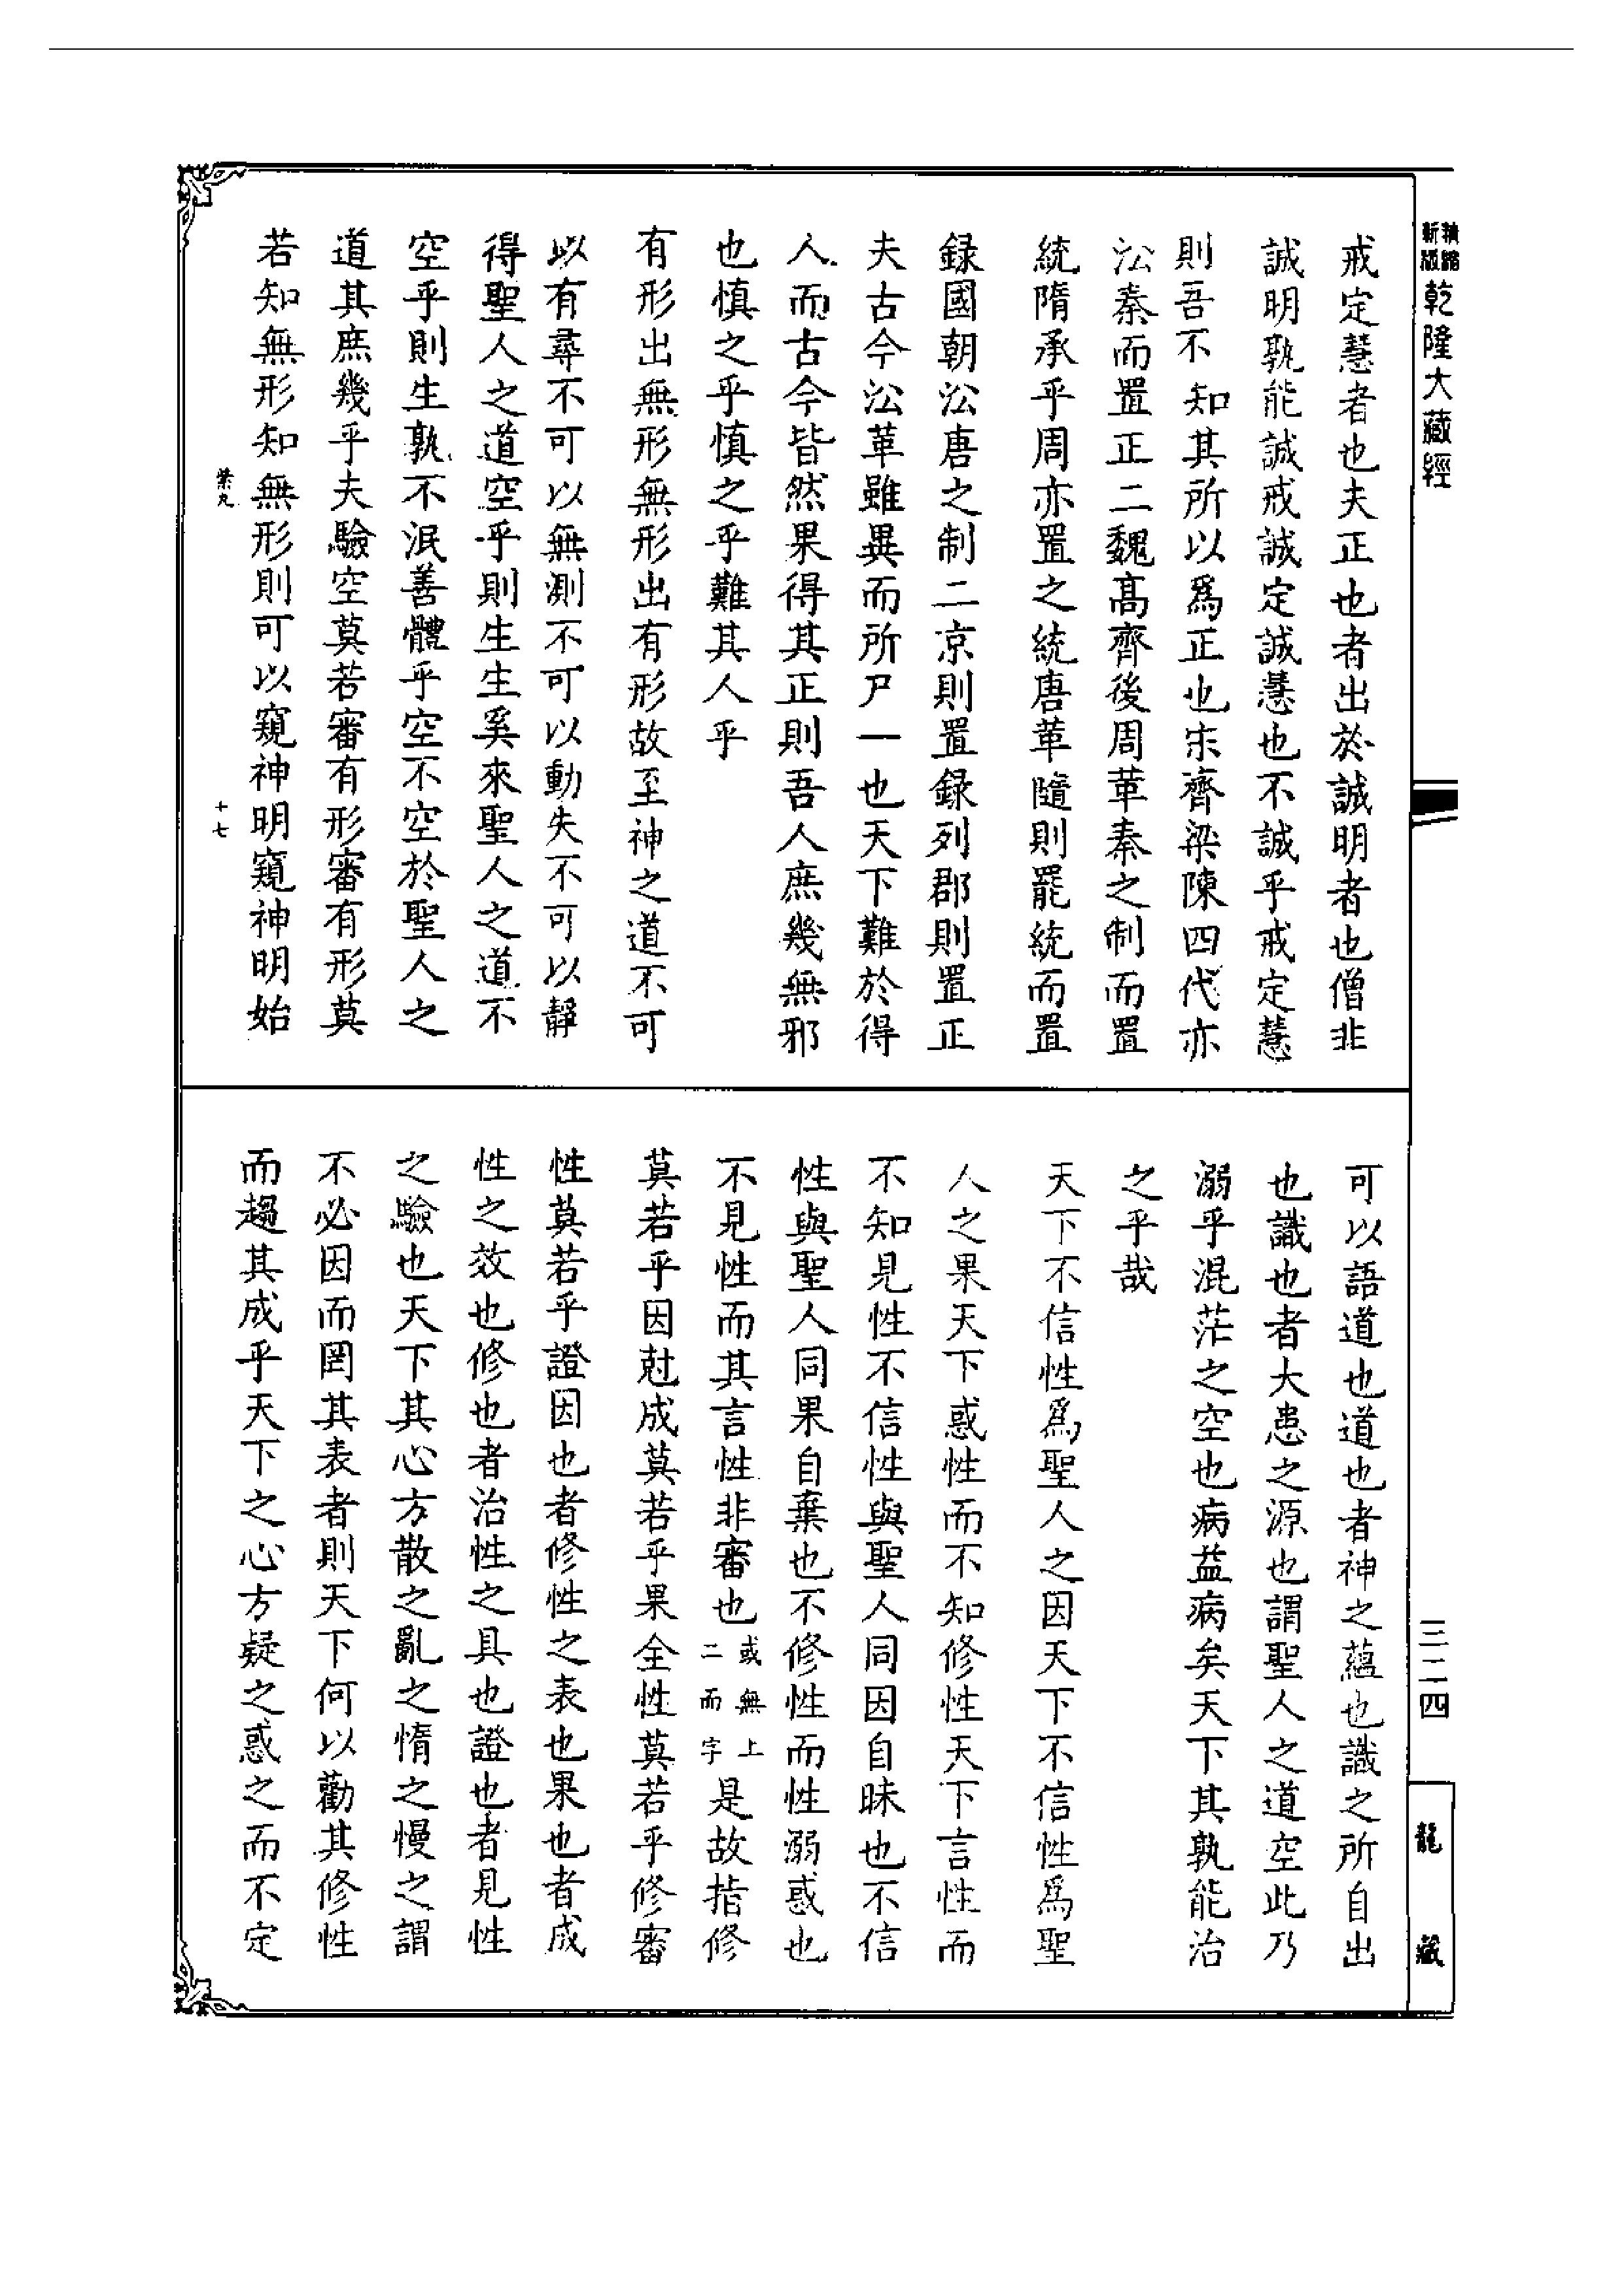 精縮新版乾隆大藏經
戒定慧者也夫正也者出於誠明者也僧非
誠明孰能誠戒誠定誠慧也不誠乎戒定慧
則吾不知其所以爲正也宋齊梁陳四代亦
㳂秦而置正二魏高齊後周革秦之制而置
統隋承乎周亦置之統唐革隨則罷統而置
録國朝㳂唐之制二京則置録列郡則置正
夫古今㳂革雖異而所尸一也天下難於得
人而古今皆然果得其正則吾人庶幾無邪
也慎之乎慎之乎難其人乎
有形出無形無形出有形故至神之道不可
以有尋不可以無測不可以動失不可以靜
得聖人之道空乎則生生奚來聖人之道不
空乎則生孰不泯善體乎空不空於聖人之
道其庶幾乎夫驗空莫若審有形審有形莫
若知無形知無形則可以窺神明窺神明始
十七
可以語道也道也者神之蘊也識之所自出
也識也者大患之源也謂聖人之道空此乃
溺乎混茫之空也病益病矣天下其孰能治
之乎哉
天下不信性爲聖人之因天下不信性爲聖
人之果天下惑性而不知修性天下言性而
不知見性不信性與聖人同因自昧也不信
性與聖人同果自棄也不修性而性溺惑也
不見性而其言性非審也或無上二而字是故指修
莫若乎因尅成莫若乎果全性莫若乎修審
性莫若乎證因也者修性之表也果也者成
性之效也修也者治性之具也證也者見性
之驗也天下其心方散之亂之惰之慢之謂
不必因而罔其表者則天下何以勸其修性
而趨其成乎天下之心方疑之惑之而不定
三二四
龍藏